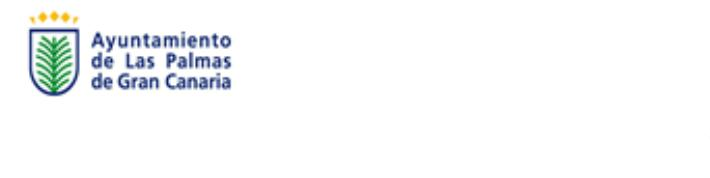 Ayuntamiento
de Las Palmas
de Gran Canaria